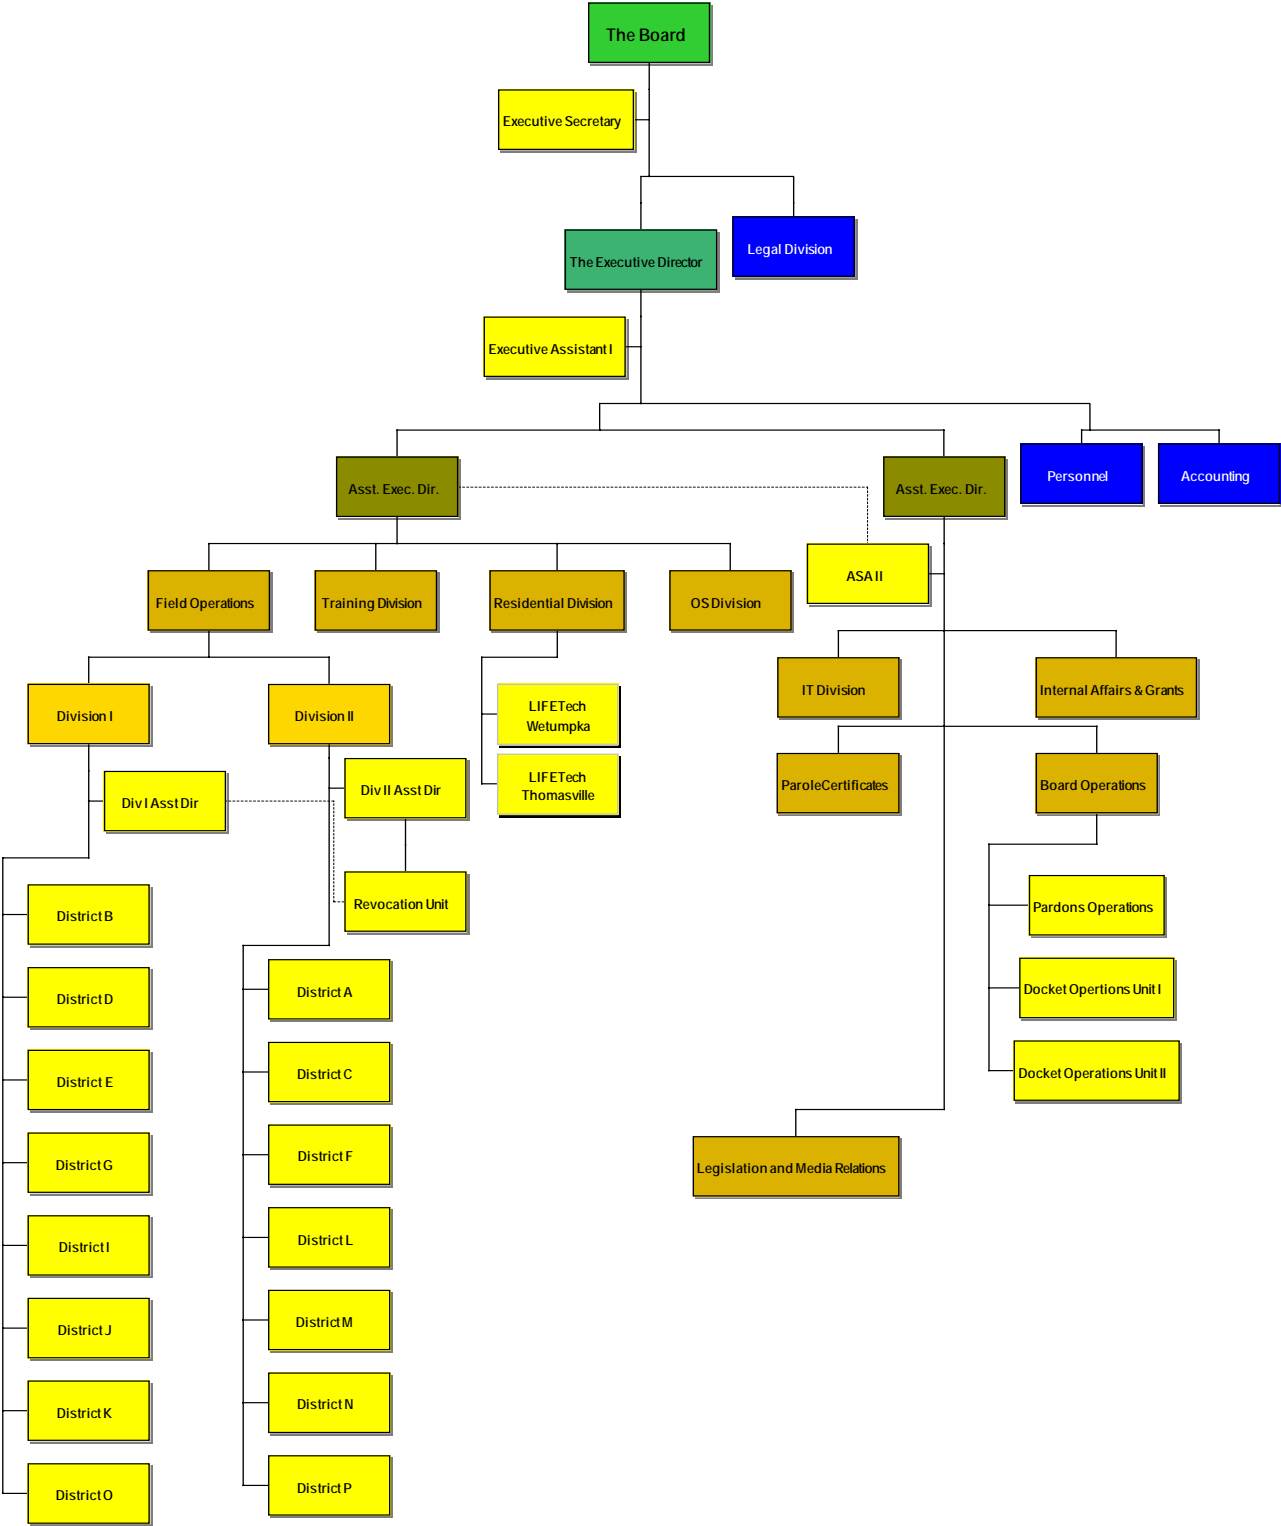 The Board
Executive Secretary
Legal Division
The Executive Director
Executive Assistant I
Asst. Exec. Dir.
Asst. Exec. Dir.
Personnel
Accounting
ASA II
Field Operations
Training Division
Residential Division
OS Division
IT Division
Internal Affairs & Grants
Division I
Division II
LIFETech
Wetumpka
LIFETech
Thomasville
Parole Certificates
Board Operations
Div I Asst Dir
Div II Asst Dir
Revocation Unit
Pardons Operations
Docket Opertions Unit I
Docket Operations Unit II
Legislation and Media Relations
District B
District D
District E
District G
District I
District J
District K
District O
District A
District C
District F
District L
District M
District N
District P